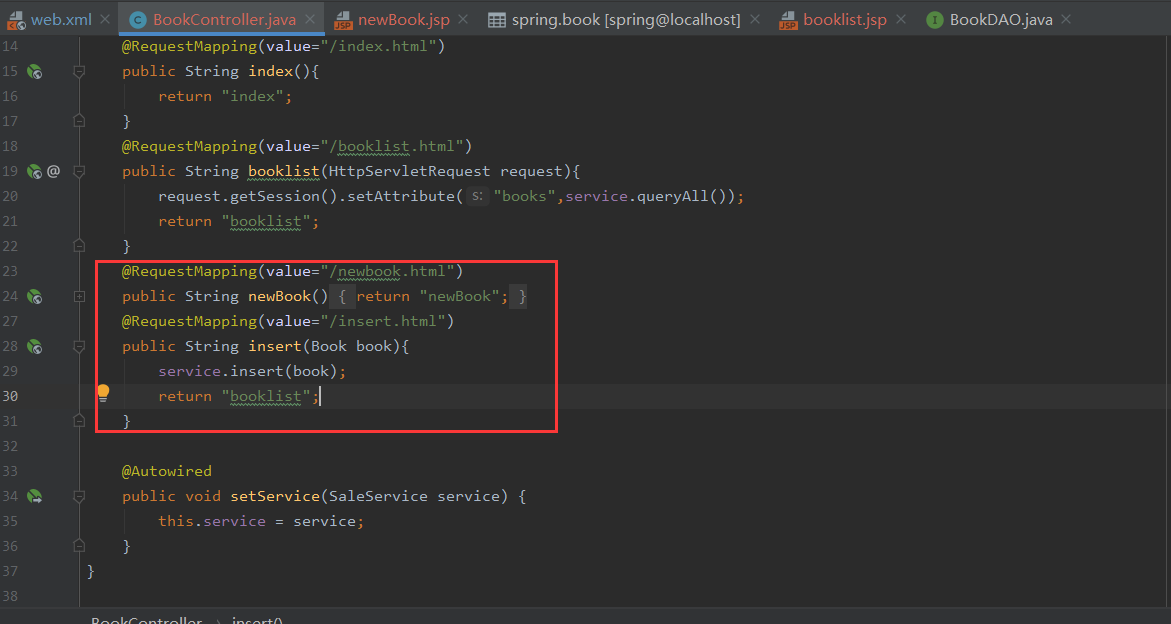 web.xml BookController.java newBook.jsp spring.book [spring@localhost] booklist.jsp BookDAO.java
14 @RequestMapping(value="/index.html")
15 public String index(){
16 return "index";
17 }
18 @RequestMapping(value="/booklist.html")
19 @ public String booklist(HttpServletRequest request){
20 request.getSession().setAttribute( s: "books",service.queryAll());
21 return "booklist";
22 }
23 @RequestMapping(value="/newbook.html")
24 public String newBook() { return "newBook"; }
27 @RequestMapping(value="/insert.html")
28 public String insert(Book book){
29 service.insert(book);
30 return "booklist";
31 }
32
33 @Autowired
34 public void setService(SaleService service) {
35 this.service = service;
36 }
37 }
38
BookController › insert()